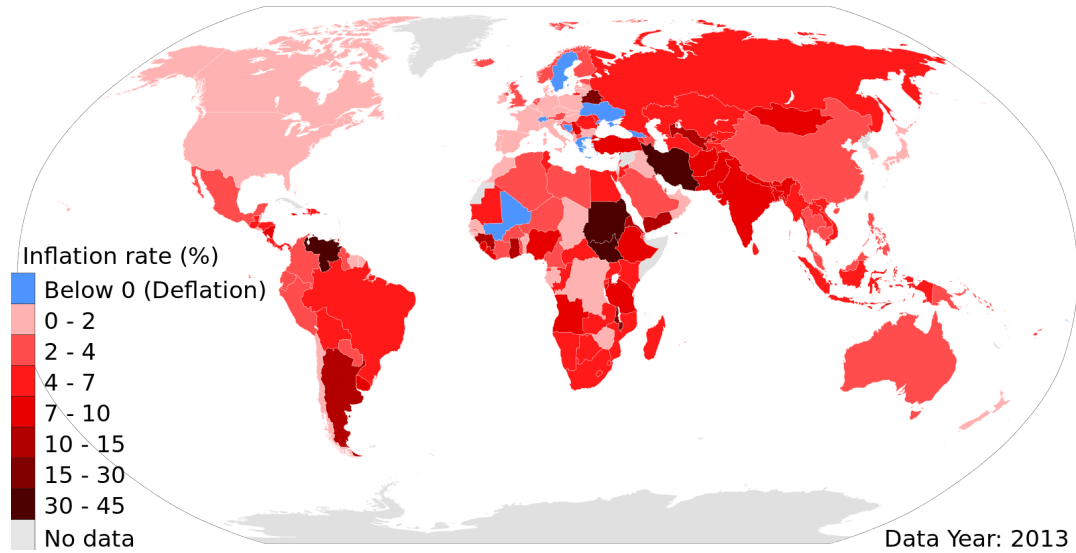 Inflation rate (%)
Below 0 (Deflation)
0 - 2
2 - 4
4 - 7
7 - 10
10 - 15
15 - 30
30 - 45
No data
Data Year: 2013